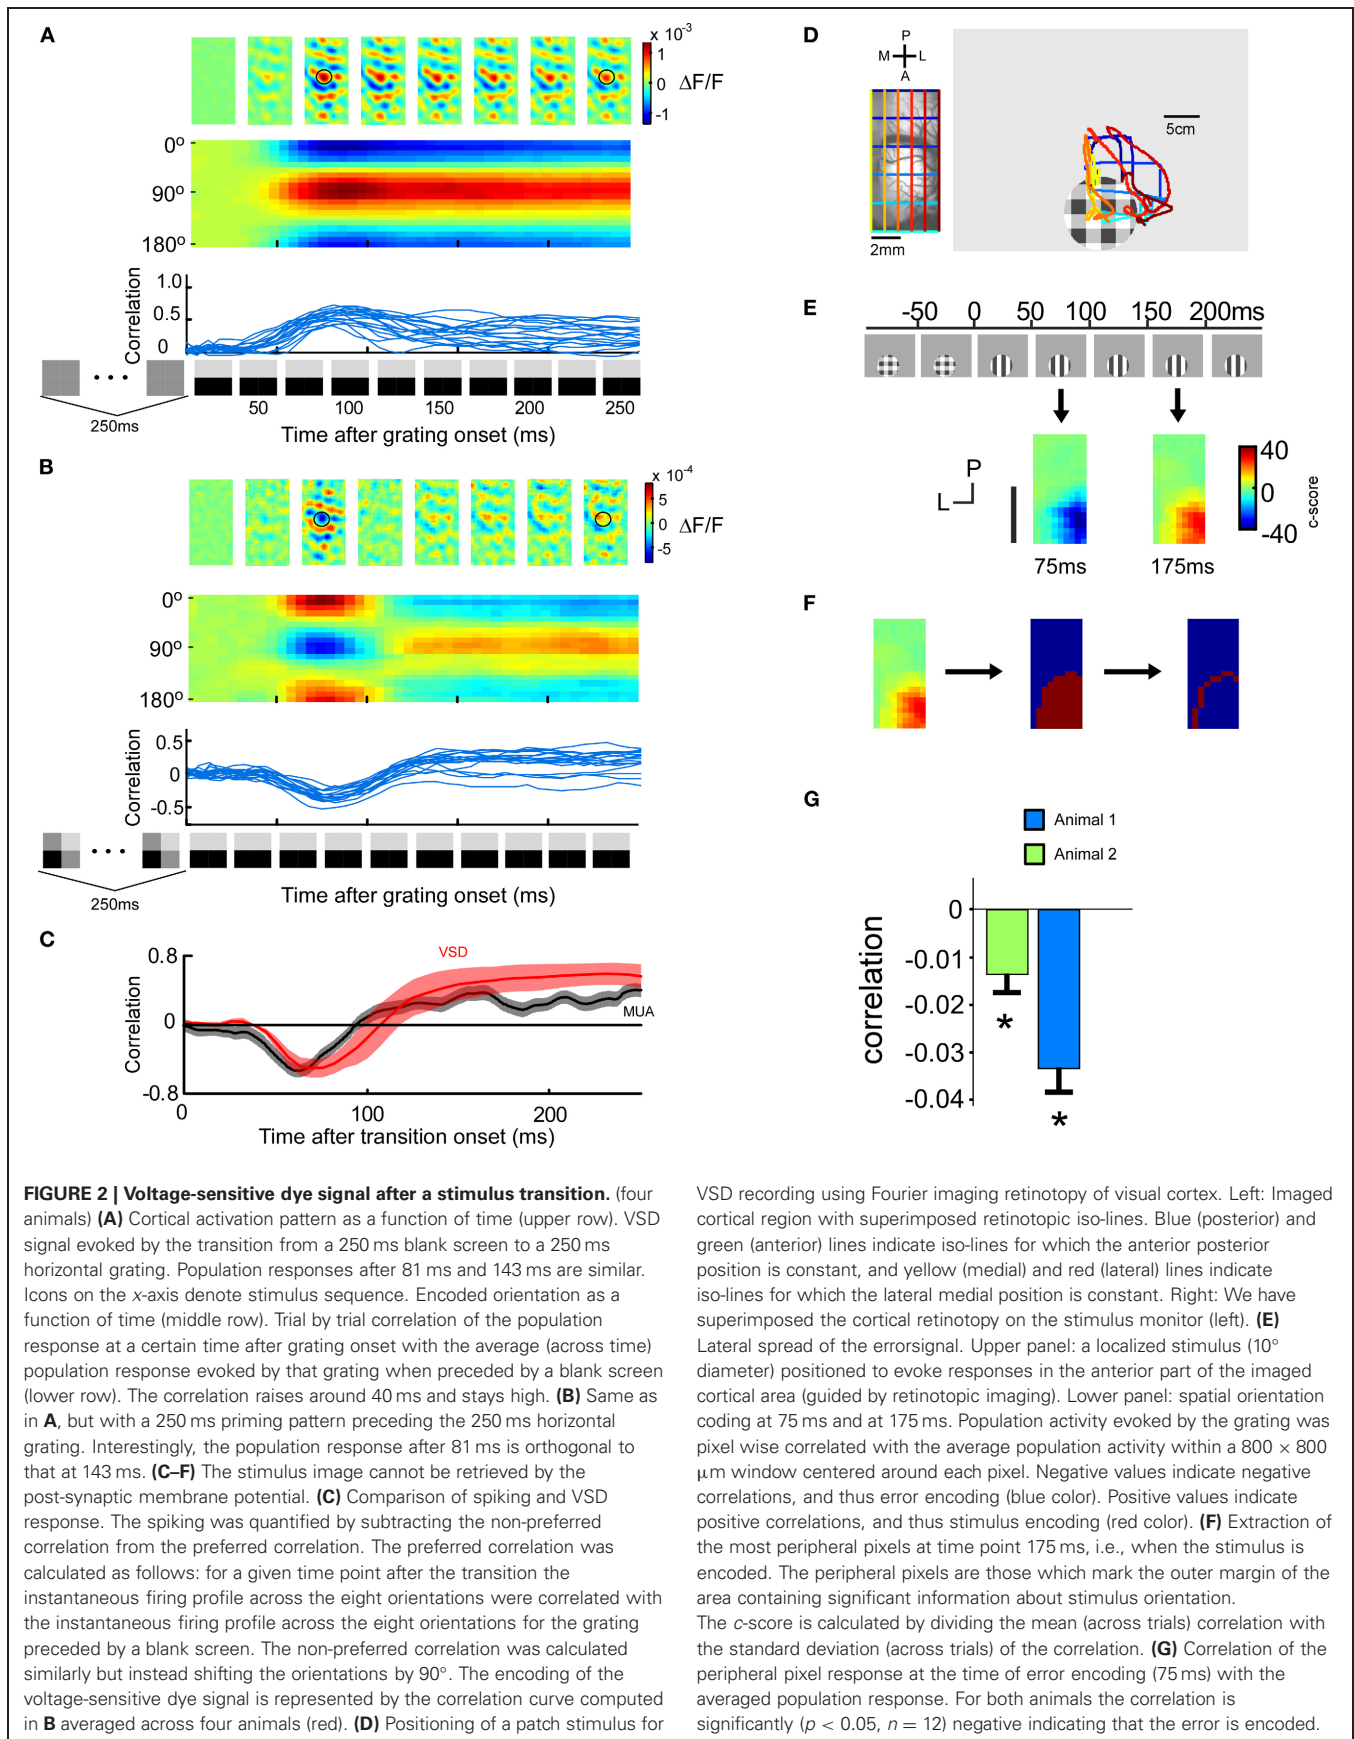 A
x 10-3
1
0
-1
ΔF/F
0º
90º
180º
Correlation
1.0
0.5
0
250ms
50
100
150
200
250
Time after grating onset (ms)
B
x 10-4
5
0
-5
ΔF/F
0º
90º
180º
Correlation
0.5
0
-0.5
250ms
Time after grating onset (ms)
C
Correlation
0.8
0
-0.8
VSD
MUA
0
100
200
Time after transition onset (ms)
D
P
M
L
A
2mm
5cm
E
-50
0
50
100
150
200ms
P
L
75ms
175ms
40
0
-40
c-score
F
G
Animal 1
Animal 2
correlation
0
-0.01
-0.02
-0.03
-0.04
*
*
FIGURE 2 | Voltage-sensitive dye signal after a stimulus transition. (four
animals) (A) Cortical activation pattern as a function of time (upper row). VSD
signal evoked by the transition from a 250 ms blank screen to a 250 ms
horizontal grating. Population responses after 81 ms and 143 ms are similar.
Icons on the x-axis denote stimulus sequence. Encoded orientation as a
function of time (middle row). Trial by trial correlation of the population
response at a certain time after grating onset with the average (across time)
population response evoked by that grating when preceded by a blank screen
(lower row). The correlation raises around 40 ms and stays high. (B) Same as
in A, but with a 250 ms priming pattern preceding the 250 ms horizontal
grating. Interestingly, the population response after 81 ms is orthogonal to
that at 143 ms. (C–F) The stimulus image cannot be retrieved by the
post-synaptic membrane potential. (C) Comparison of spiking and VSD
response. The spiking was quantified by subtracting the non-preferred
correlation from the preferred correlation. The preferred correlation was
calculated as follows: for a given time point after the transition the
instantaneous firing profile across the eight orientations were correlated with
the instantaneous firing profile across the eight orientations for the grating
preceded by a blank screen. The non-preferred correlation was calculated
similarly but instead shifting the orientations by 90°. The encoding of the
voltage-sensitive dye signal is represented by the correlation curve computed
in B averaged across four animals (red). (D) Positioning of a patch stimulus for
VSD recording using Fourier imaging retinotopy of visual cortex. Left: Imaged
cortical region with superimposed retinotopic iso-lines. Blue (posterior) and
green (anterior) lines indicate iso-lines for which the anterior posterior
position is constant, and yellow (medial) and red (lateral) lines indicate
iso-lines for which the lateral medial position is constant. Right: We have
superimposed the cortical retinotopy on the stimulus monitor (left). (E)
Lateral spread of the errorsignal. Upper panel: a localized stimulus (10°
diameter) positioned to evoke responses in the anterior part of the imaged
cortical area (guided by retinotopic imaging). Lower panel: spatial orientation
coding at 75 ms and at 175 ms. Population activity evoked by the grating was
pixel wise correlated with the average population activity within a 800 × 800
μm window centered around each pixel. Negative values indicate negative
correlations, and thus error encoding (blue color). Positive values indicate
positive correlations, and thus stimulus encoding (red color). (F) Extraction of
the most peripheral pixels at time point 175 ms, i.e., when the stimulus is
encoded. The peripheral pixels are those which mark the outer margin of the
area containing significant information about stimulus orientation.
The c-score is calculated by dividing the mean (across trials) correlation with
the standard deviation (across trials) of the correlation. (G) Correlation of the
peripheral pixel response at the time of error encoding (75 ms) with the
averaged population response. For both animals the correlation is
significantly (p < 0.05, n = 12) negative indicating that the error is encoded.